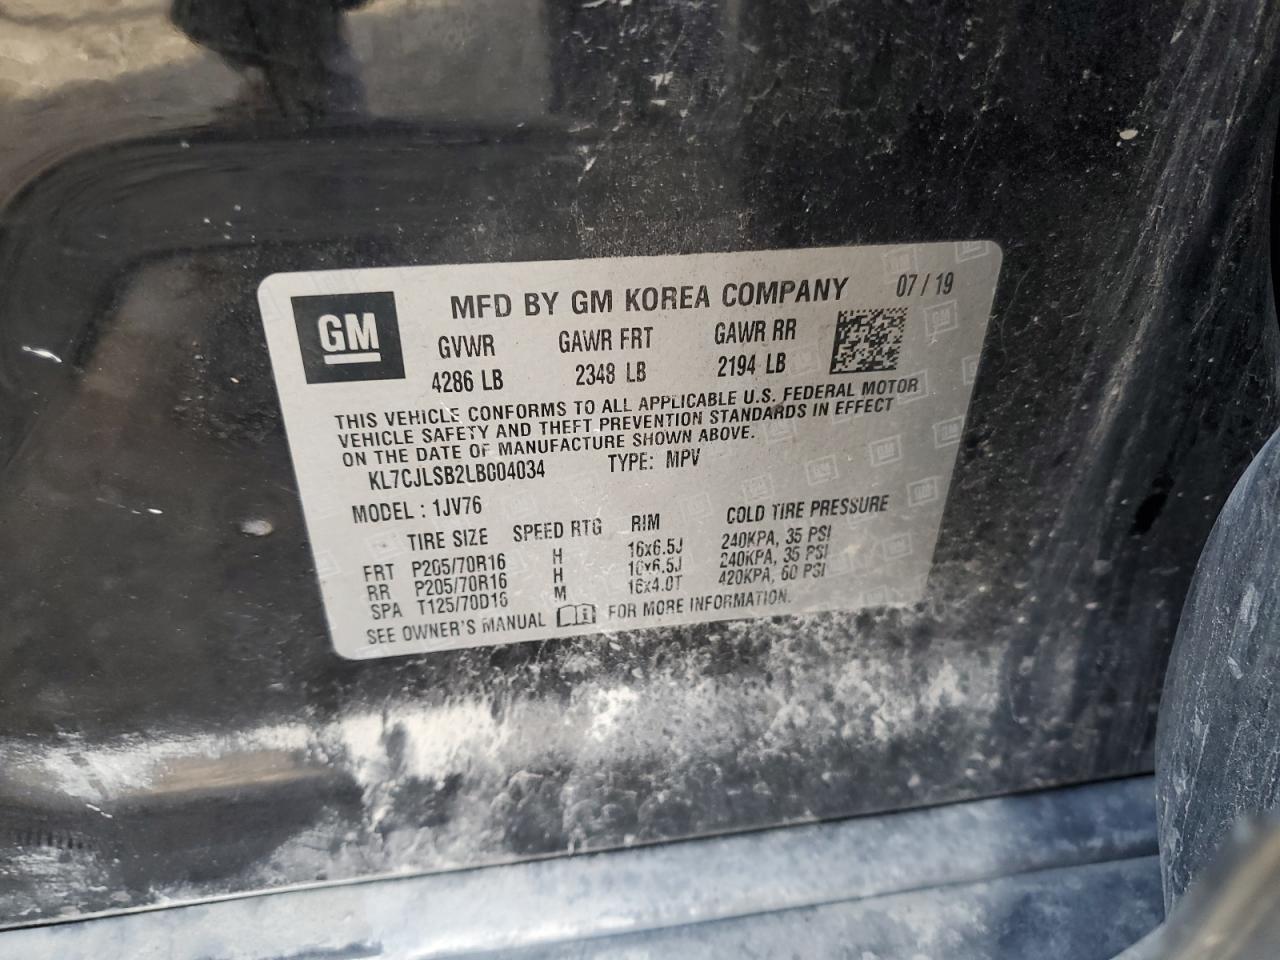 GM
MFD BY GM KOREA COMPANY 07 / 19
GVWR GAWR FRT GAWR RR
4286 LB 2348 LB 2194 LB
THIS VEHICLE CONFORMS TO ALL APPLICABLE U.S. FEDERAL MOTOR
VEHICLE SAFETY AND THEFT PREVENTION STANDARDS IN EFFECT
ON THE DATE OF MANUFACTURE SHOWN ABOVE.
KL7CJLSB2LB004034 TYPE: MPV
MODEL : 1JV76
TIRE SIZE SPEED RTG RIM COLD TIRE PRESSURE
FRT P205/70R16 H 16x6.5J 240KPA, 35 PSI
RR P205/70R16 H 16x6.5J 240KPA, 35 PSI
SPA T125/70D16 M 16x4.0T 420KPA, 60 PSI
SEE OWNER'S MANUAL FOR MORE INFORMATION.